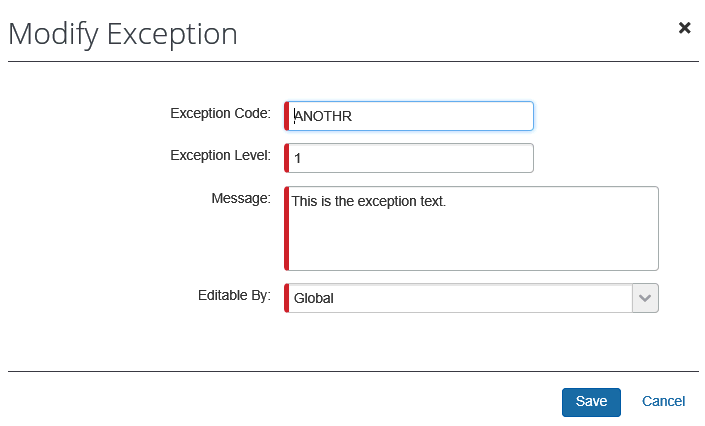 Modify Exception
Exception Code: ANOTHR
Exception Level: 1
Message: This is the exception text.
Editable By: Global
Save Cancel